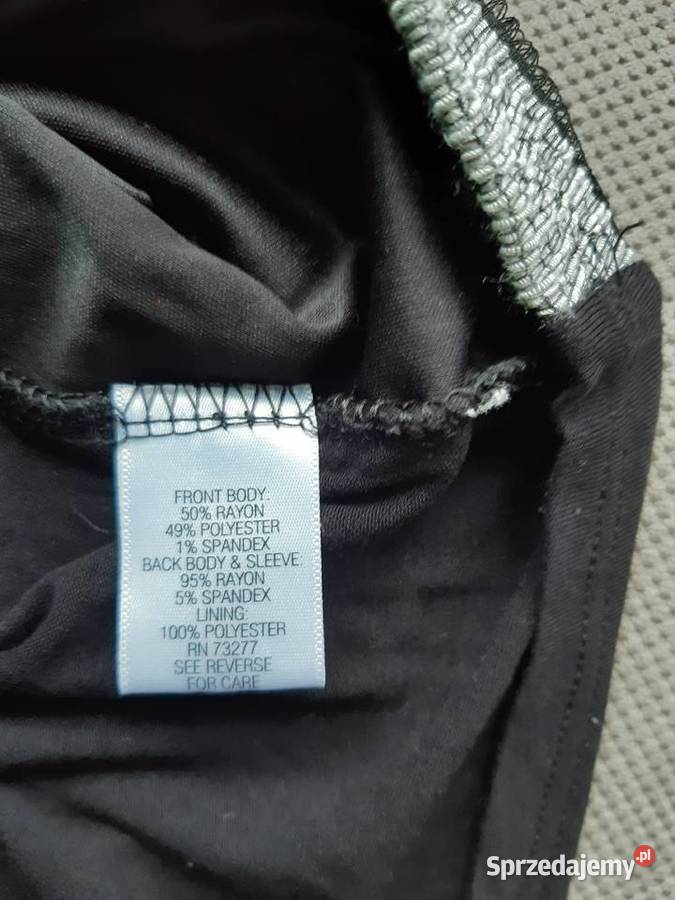 FRONT BODY:
50% RAYON
49% POLYESTER
1% SPANDEX
BACK BODY & SLEEVE:
95% RAYON
5% SPANDEX
LINING:
100% POLYESTER
RN 73277
SEE REVERSE
FOR CARE
Sprzedajemy.pl